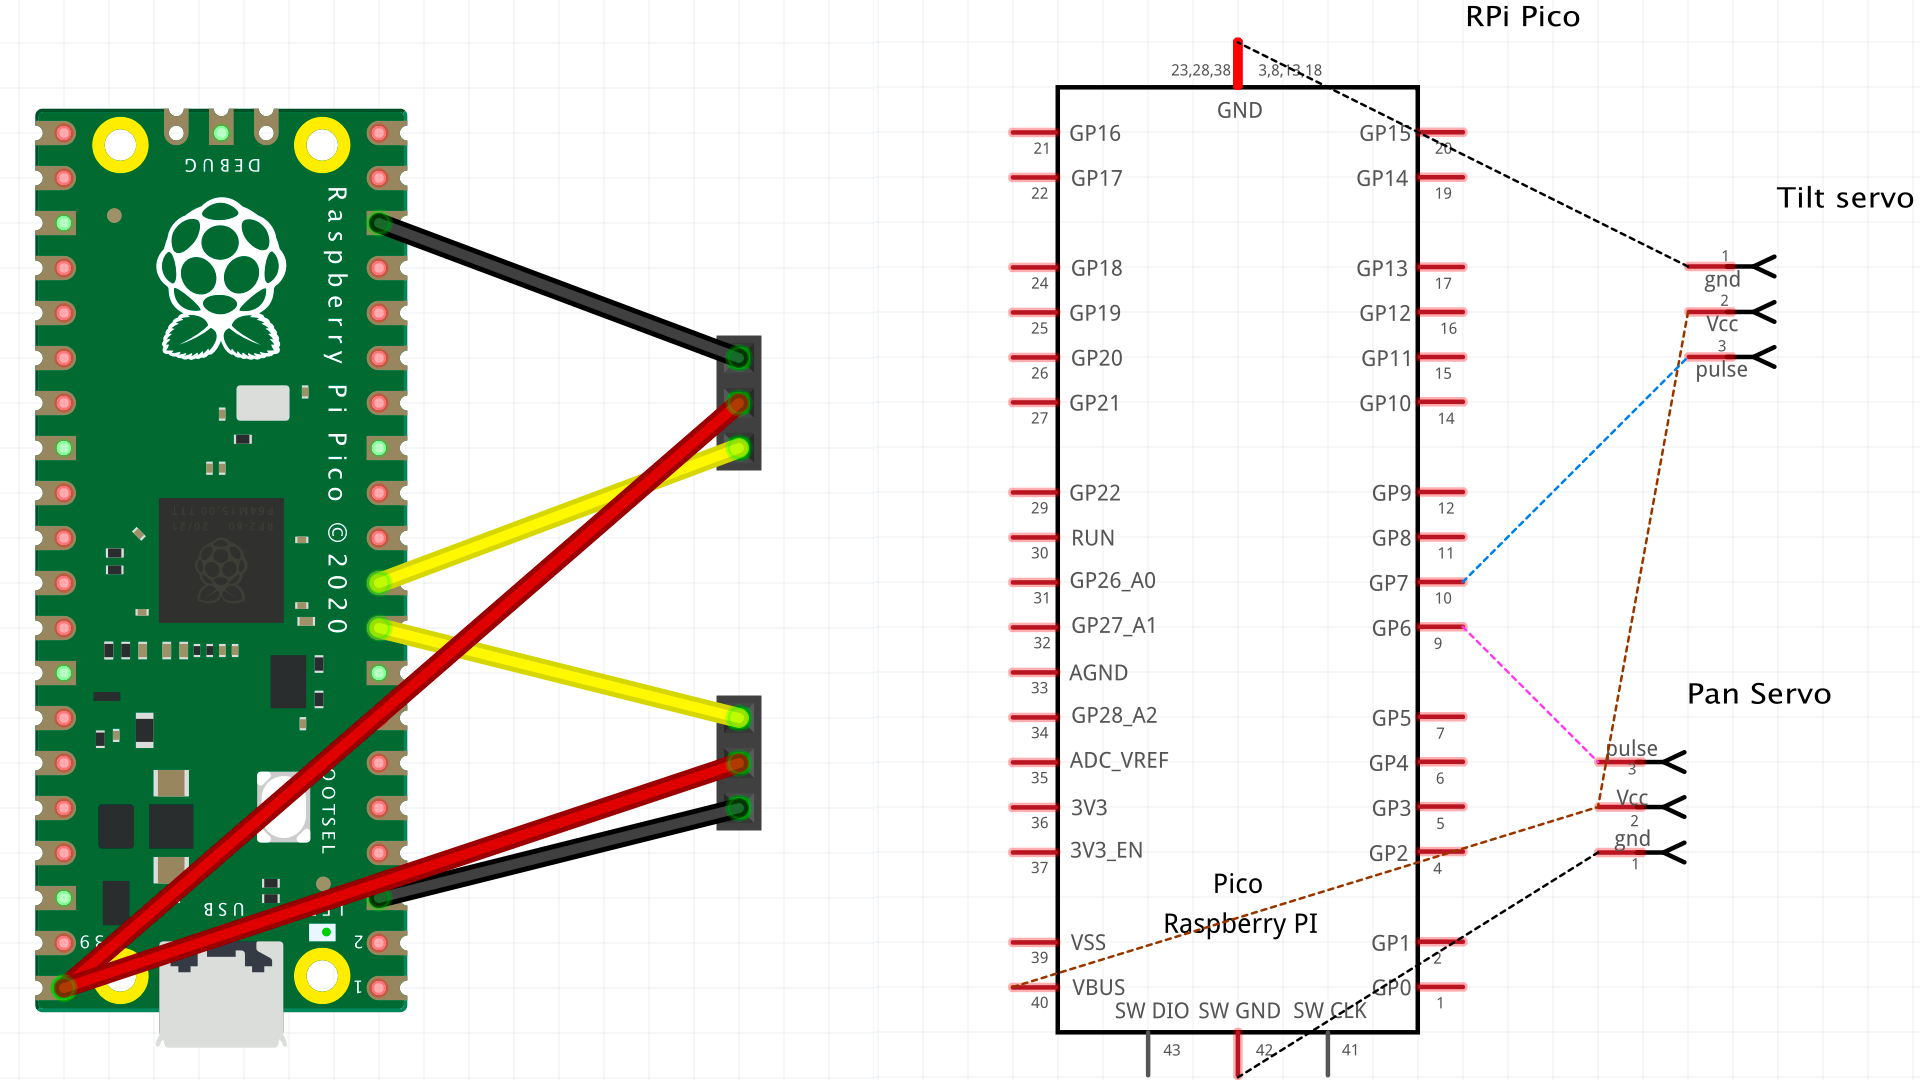 RPi Pico
23,28,38
3,8,13,18
GND
DEBUG
Raspberry Pi Pico ©2020
USB
2
1
GP16
21
GP17
22
GP18
24
GP19
25
GP20
26
GP21
27
GP22
29
RUN
30
GP26_A0
31
GP27_A1
32
AGND
33
GP28_A2
34
ADC_VREF
35
3V3
36
3V3_EN
37
VSS
39
VBUS
40
GP15
20
GP14
19
GP13
17
GP12
16
GP11
15
GP10
14
GP9
12
GP8
11
GP7
10
GP6
9
GP5
7
GP4
6
GP3
5
GP2
4
GP1
2
GP0
1
Pico
Raspberry PI
SW DIO
SW GND
SW CLK
43
42
41
Tilt servo
1
gnd
2
Vcc
3
pulse
Pan Servo
pulse
3
Vcc
2
gnd
1